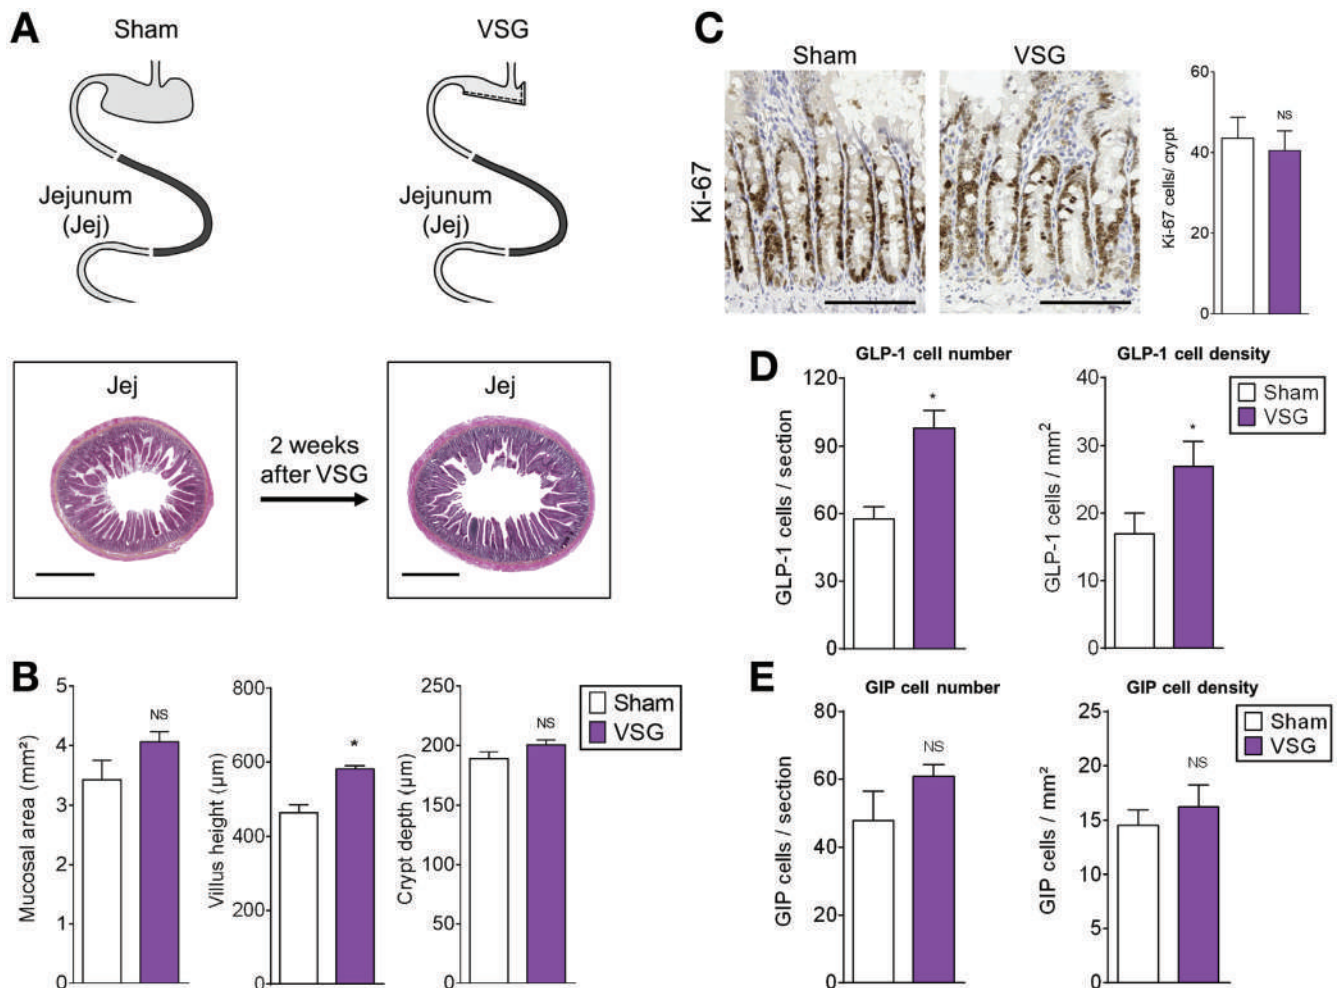 A
Sham
VSG
Jejunum
(Jej)
Jejunum
(Jej)
Jej
2 weeks
after VSG
Jej
B
Mucosal area (mm²)
5
4
3
2
1
0
NS
Villus height (µm)
800
600
400
200
0
*
Crypt depth (µm)
250
200
150
100
50
0
NS
Sham
VSG
C
Sham
VSG
Ki-67
Ki-67 cells/ crypt
60
40
20
0
NS
D
GLP-1 cell number
GLP-1 cells / section
120
90
60
30
0
*
GLP-1 cell density
GLP-1 cells / mm²
40
30
20
10
0
*
Sham
VSG
E
GIP cell number
GIP cells / section
80
60
40
20
0
NS
GIP cell density
GIP cells / mm²
25
20
15
10
5
0
NS
Sham
VSG